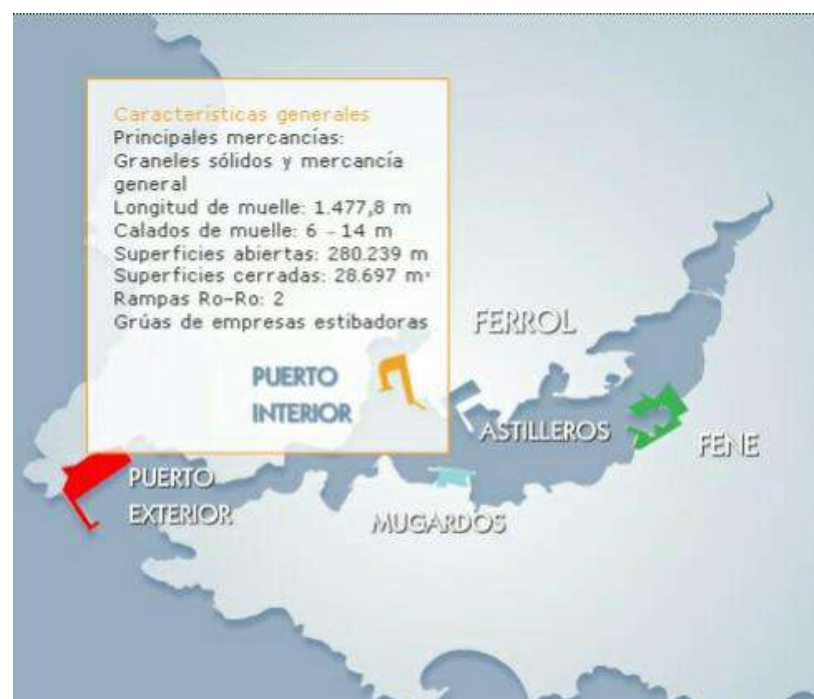 Características generales
Principales mercancías:
Graneles sólidos y mercancía
general
Longitud de muelle: 1.477,8 m
Calados de muelle: 6 – 14 m
Superficies abiertas: 280.239 m
Superficies cerradas: 28.697 m²
Rampas Ro-Ro: 2
Grúas de empresas estibadoras
FERROL
PUERTO
INTERIOR
ASTILLEROS
FENE
PUERTO
EXTERIOR
MUGARDOS